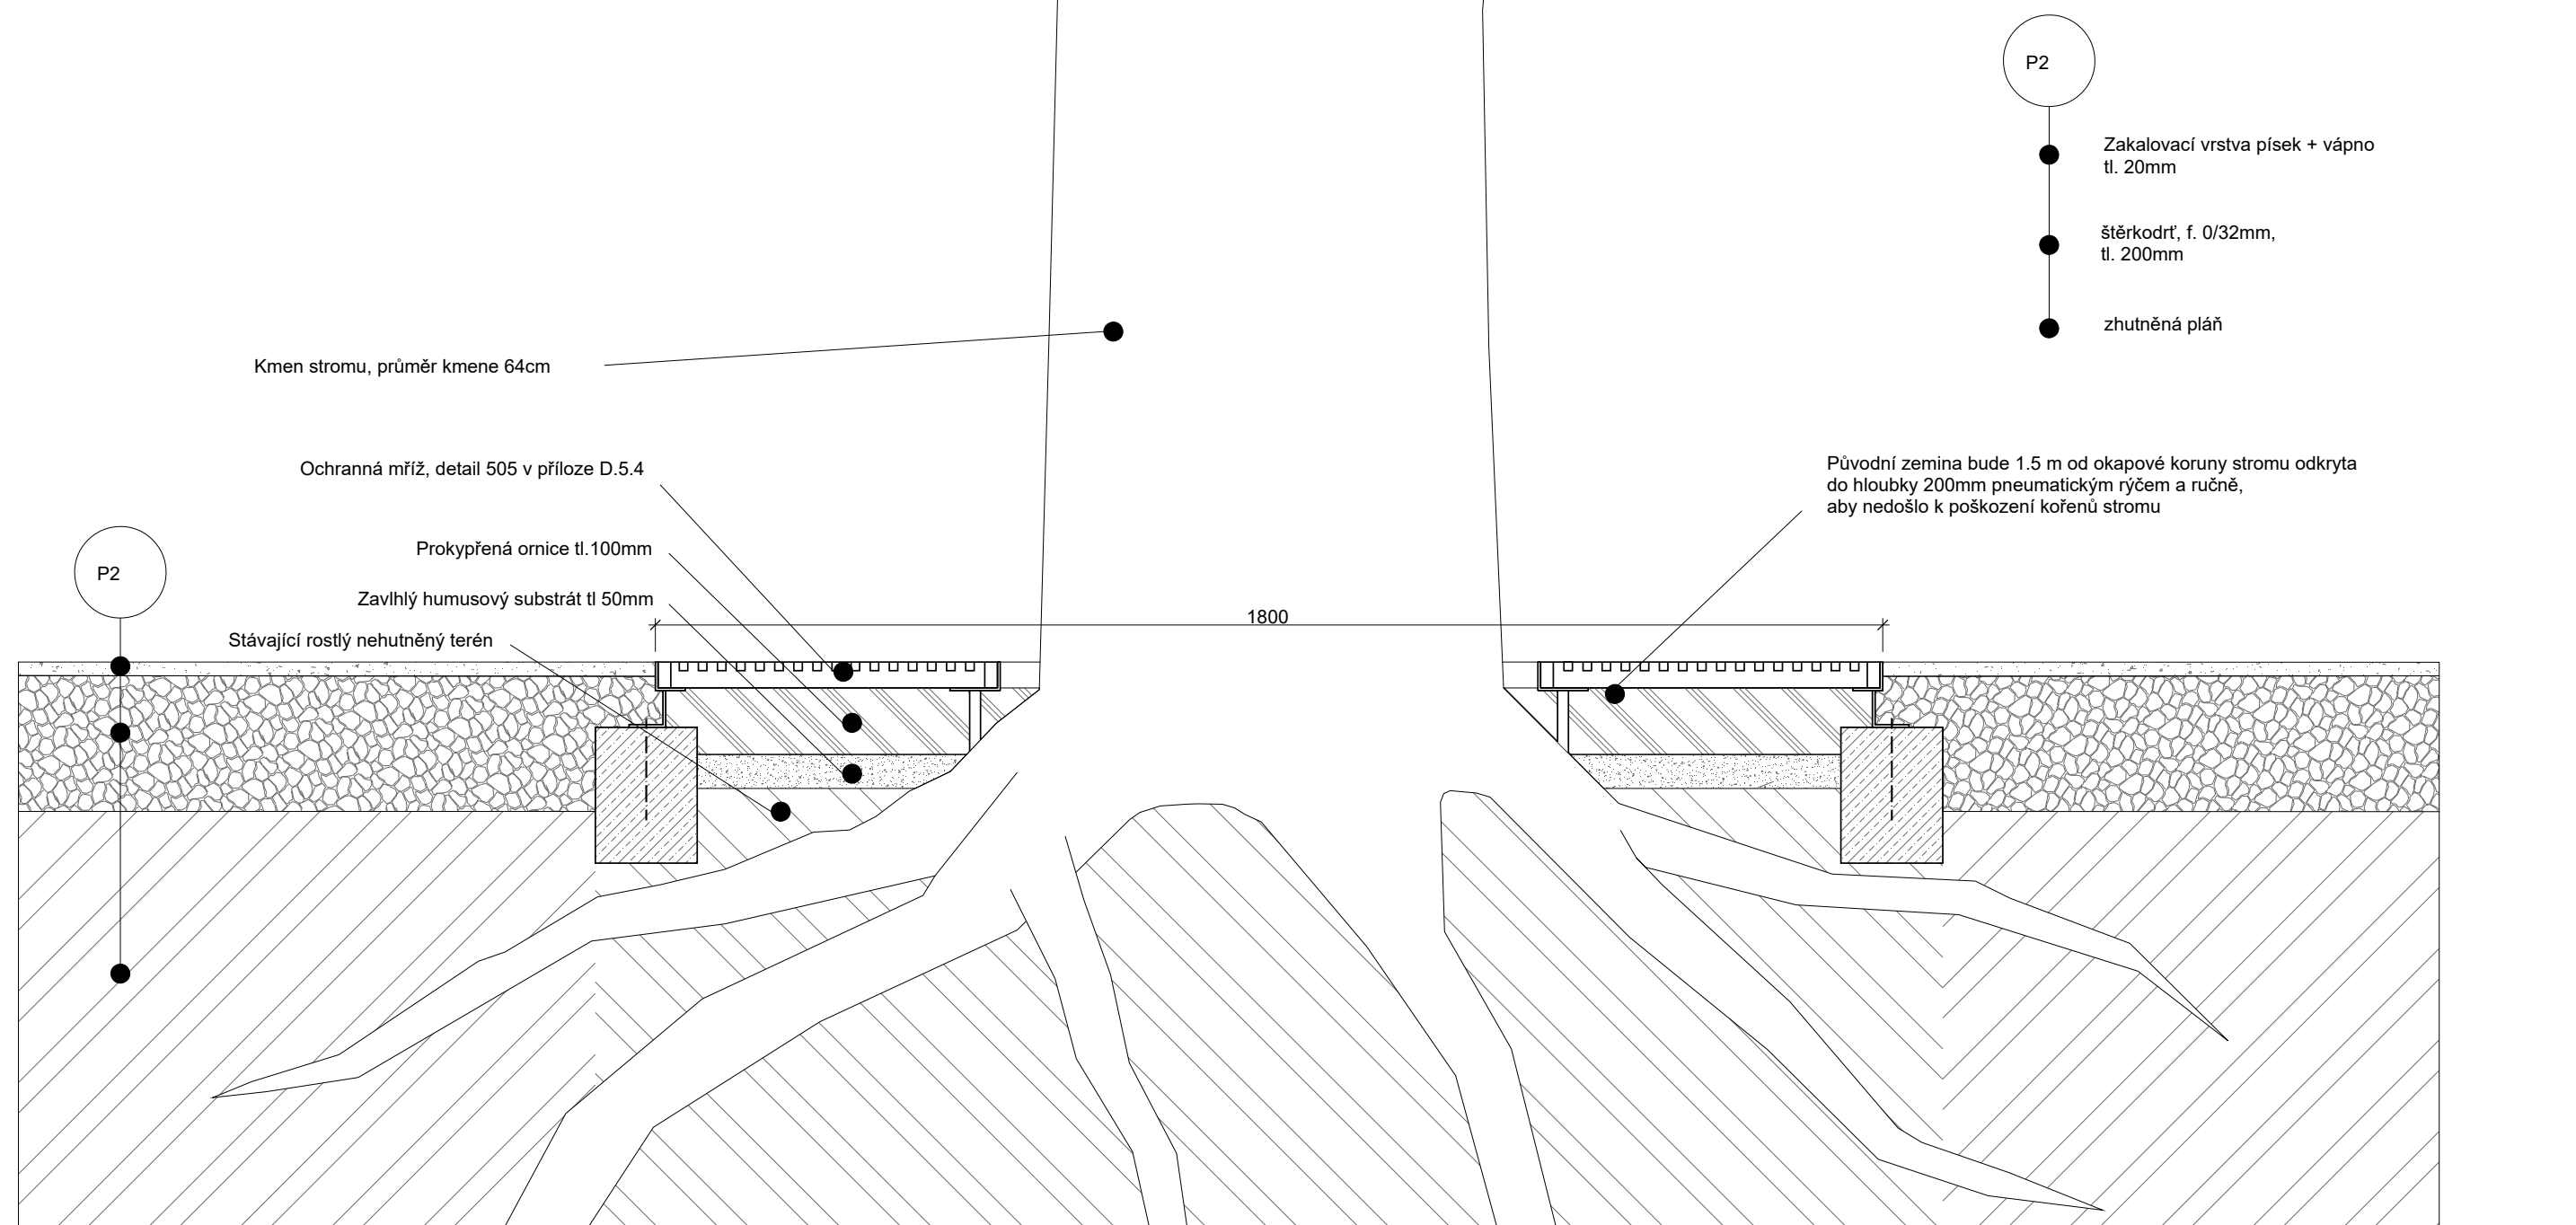 P2
Zakalovací vrstva písek + vápno
tl. 20mm
štěrkodrť, f. 0/32mm,
tl. 200mm
zhutněná pláň
Kmen stromu, průměr kmene 64cm
Ochranná mříž, detail 505 v příloze D.5.4
Původní zemina bude 1.5 m od okapové koruny stromu odkryta
do hloubky 200mm pneumatickým rýčem a ručně,
aby nedošlo k poškození kořenů stromu
Prokypřená ornice tl.100mm
P2
Zavlhlý humusový substrát tl 50mm
1800
Stávající rostlý nehutněný terén